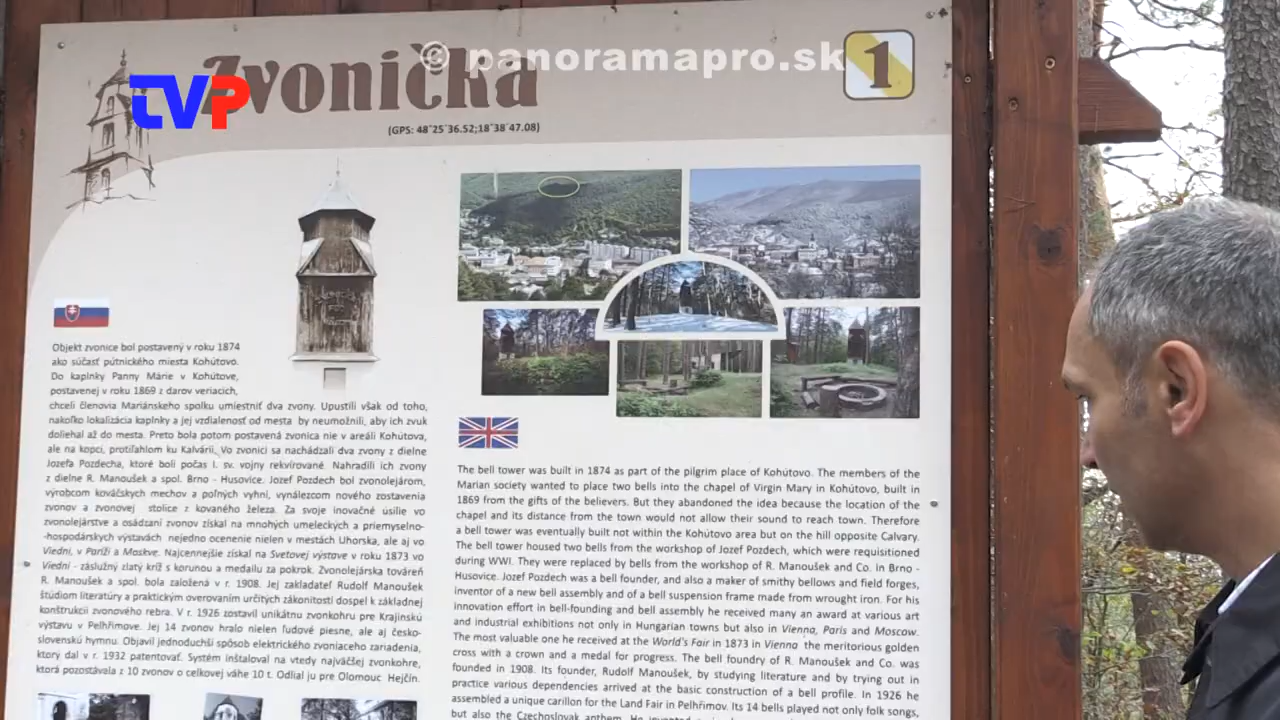 © panoramapro.sk
TVP
Zvonička
1
(GPS: 48°25´36.52;18°38´47.08)
Objekt zvonice bol postavený v roku 1874
ako súčasť pútnického miesta Kohútovo.
Do kaplnky Panny Márie v Kohútove,
postavenej v roku 1869 z darov veriacich,
chceli členovia Mariánskeho spolku umiestniť dva zvony. Upustili však od toho,
nakoľko lokalizácia kaplnky a jej vzdialenosť od mesta by neumožnili, aby ich zvuk
doliehal až do mesta. Preto bola potom postavená zvonica nie v areáli Kohútova,
ale na kopci, protiľahlom ku Kalvárii. Vo zvonici sa nachádzali dva zvony z dielne
Jozefa Pozdecha, ktoré boli počas I. sv. vojny rekvírované. Nahradili ich zvony
z dielne R. Manoušek a spol. Brno - Husovice. Jozef Pozdech bol zvonolejárom,
výrobcom kováčskych mechov a poľných vyhní, vynálezcom nového zostavenia
zvonov a zvonovej stolice z kovaného železa. Za svoje inovačné úsilie vo
zvonolejárstve a osádzaní zvonov získal na mnohých umeleckých a priemyselno-
-hospodárskych výstavách nejedno ocenenie nielen v mestách Uhorska, ale aj vo
Viedni, v Paríži a Moskve. Najcennejšie získal na Svetovej výstave v roku 1873 vo
Viedni - záslužný zlatý kríž s korunou a medailu za pokrok. Zvonolejárska továreň
R. Manoušek a spol. bola založená v r. 1908. Jej zakladateľ Rudolf Manoušek
štúdiom literatúry a praktickým overovaním určitých zákonitostí dospel k základnej
konštrukcii zvonového rebra. V r. 1926 zostavil unikátnu zvonkohru pre Krajinskú
výstavu v Pelhřimove. Jej 14 zvonov hralo nielen ľudové piesne, ale aj česko-
slovenskú hymnu. Objavil jednoduchší spôsob elektrického zvoniaceho zariadenia,
ktorý dal v r. 1932 patentovať. Systém inštaloval na vtedy najväčšej zvonkohre,
ktorá pozostávala z 10 zvonov o celkovej váhe 10 t. Odlial ju pre Olomouc Hejčín.
The bell tower was built in 1874 as part of the pilgrim place of Kohútovo. The members of the
Marian society wanted to place two bells into the chapel of Virgin Mary in Kohútovo, built in
1869 from the gifts of the believers. But they abandoned the idea because the location of the
chapel and its distance from the town would not allow their sound to reach town. Therefore
a bell tower was eventually built not within the Kohútovo area but on the hill opposite Calvary.
The bell tower housed two bells from the workshop of Jozef Pozdech, which were requisitioned
during WWI. They were replaced by bells from the workshop of R. Manoušek and Co. in Brno -
Husovice. Jozef Pozdech was a bell founder, and also a maker of smithy bellows and field forges,
inventor of a new bell assembly and of a bell suspension frame made from wrought iron. For his
innovation effort in bell-founding and bell assembly he received many an award at various art
and industrial exhibitions not only in Hungarian towns but also in Vienna, Paris and Moscow.
The most valuable one he received at the World's Fair in 1873 in Vienna the meritorious golden
cross with a crown and a medal for progress. The bell foundry of R. Manoušek and Co. was
founded in 1908. Its founder, Rudolf Manoušek, by studying literature and by trying out in
practice various dependencies arrived at the basic construction of a bell profile. In 1926 he
assembled a unique carillon for the Land Fair in Pelhřimov. Its 14 bells played not only folk songs,
but also the Czechoslovak anthem. He invented